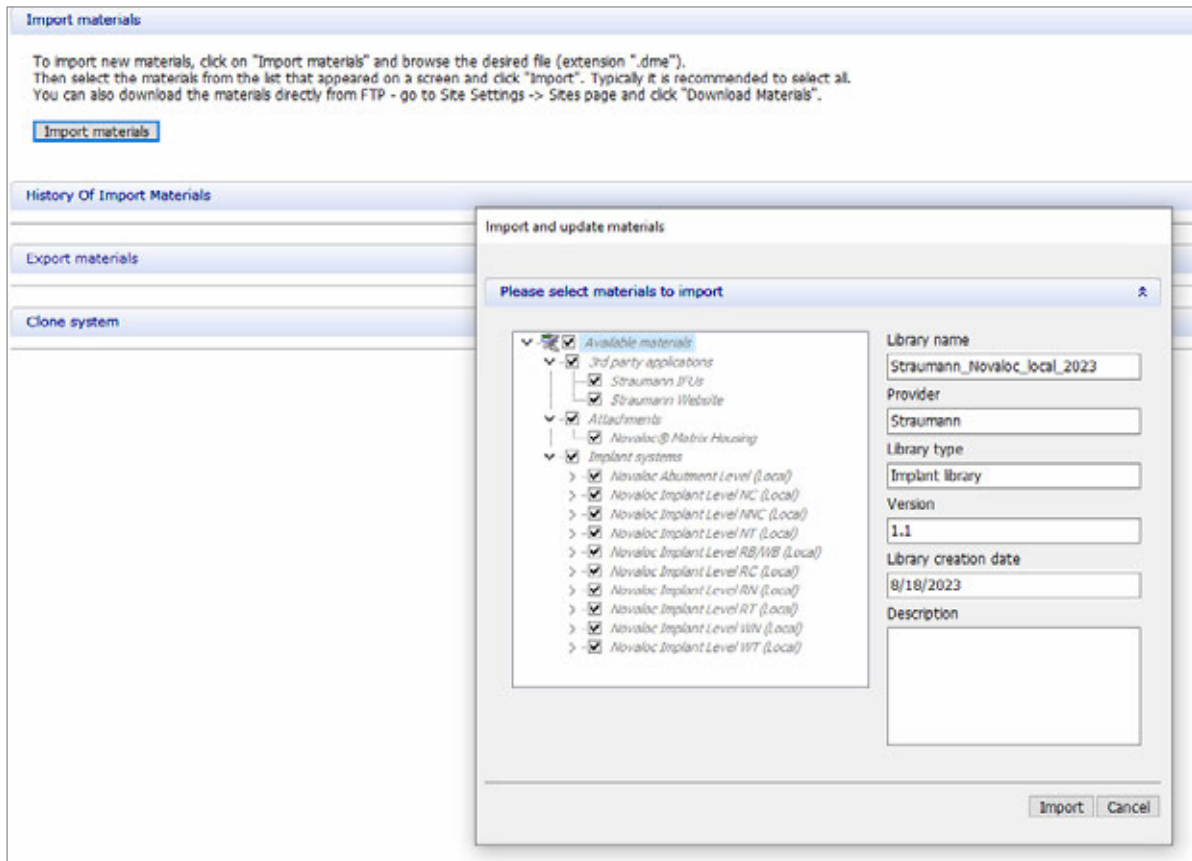 Import materials
To import new materials, click on "Import materials" and browse the desired file (extension ".dme").
Then select the materials from the list that appeared on a screen and click "Import". Typically it is recommended to select all.
You can also download the materials directly from FTP - go to Site Settings -> Sites page and click "Download Materials".
Import materials
History Of Import Materials
Export materials
Clone system
Import and update materials
Please select materials to import
Available materials
3rd party applications
Straumann IFUs
Straumann Website
Attachments
Novaloc® Matrix Housing
Implant systems
Novaloc Abutment Level (Local)
Novaloc Implant Level NC (Local)
Novaloc Implant Level NNC (Local)
Novaloc Implant Level NT (Local)
Novaloc Implant Level RB/WB (Local)
Novaloc Implant Level RC (Local)
Novaloc Implant Level RN (Local)
Novaloc Implant Level RT (Local)
Novaloc Implant Level WN (Local)
Novaloc Implant Level WT (Local)
Library name
Straumann_Novaloc_local_2023
Provider
Straumann
Library type
Implant library
Version
1.1
Library creation date
8/18/2023
Description
Import Cancel